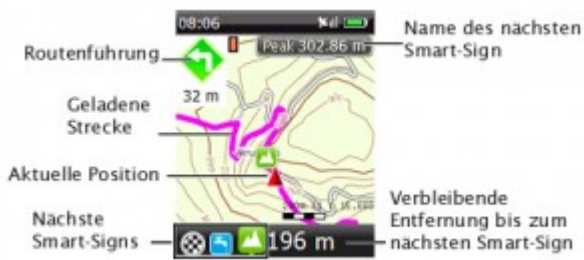 08:06
Peak 302.86 m
Name des nächsten
Smart-Sign
Routenführung
32 m
Geladene
Strecke
Aktuelle Position
Nächste
Smart-Signs
196 m
Verbleibende
Entfernung bis zum
nächsten Smart-Sign